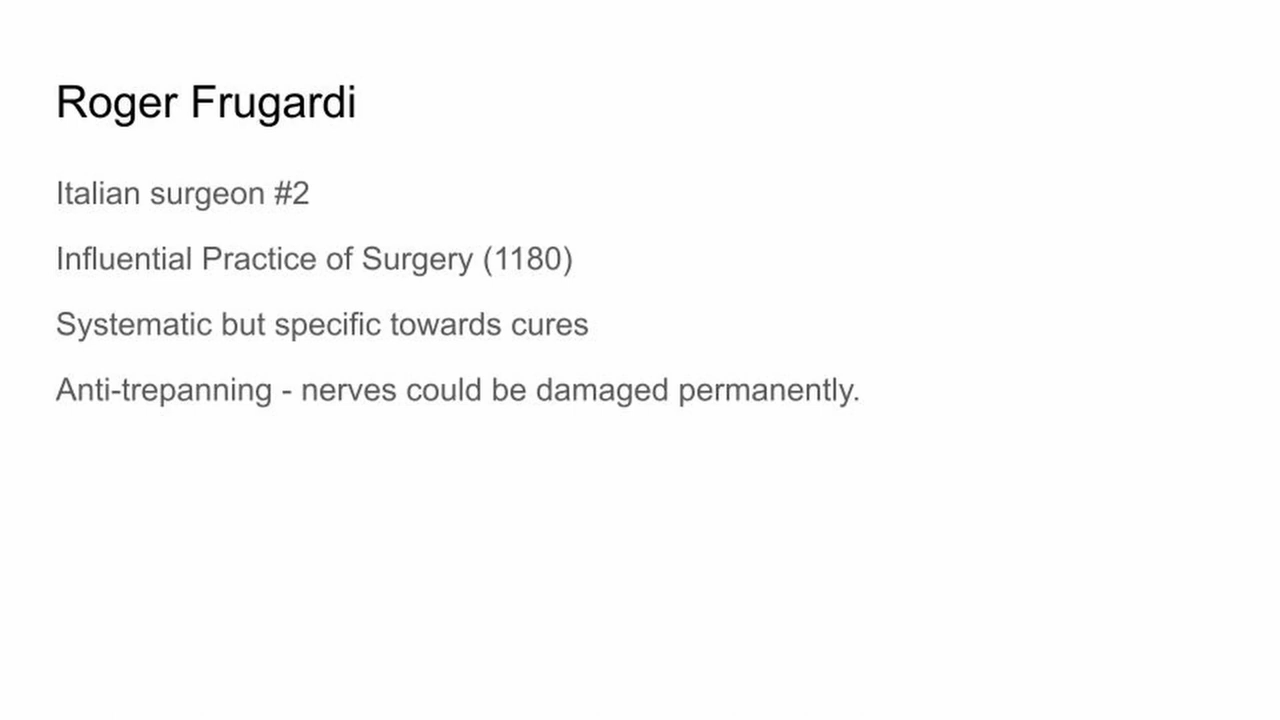 Roger Frugardi
Italian surgeon #2
Influential Practice of Surgery (1180)
Systematic but specific towards cures
Anti-trepanning - nerves could be damaged permanently.